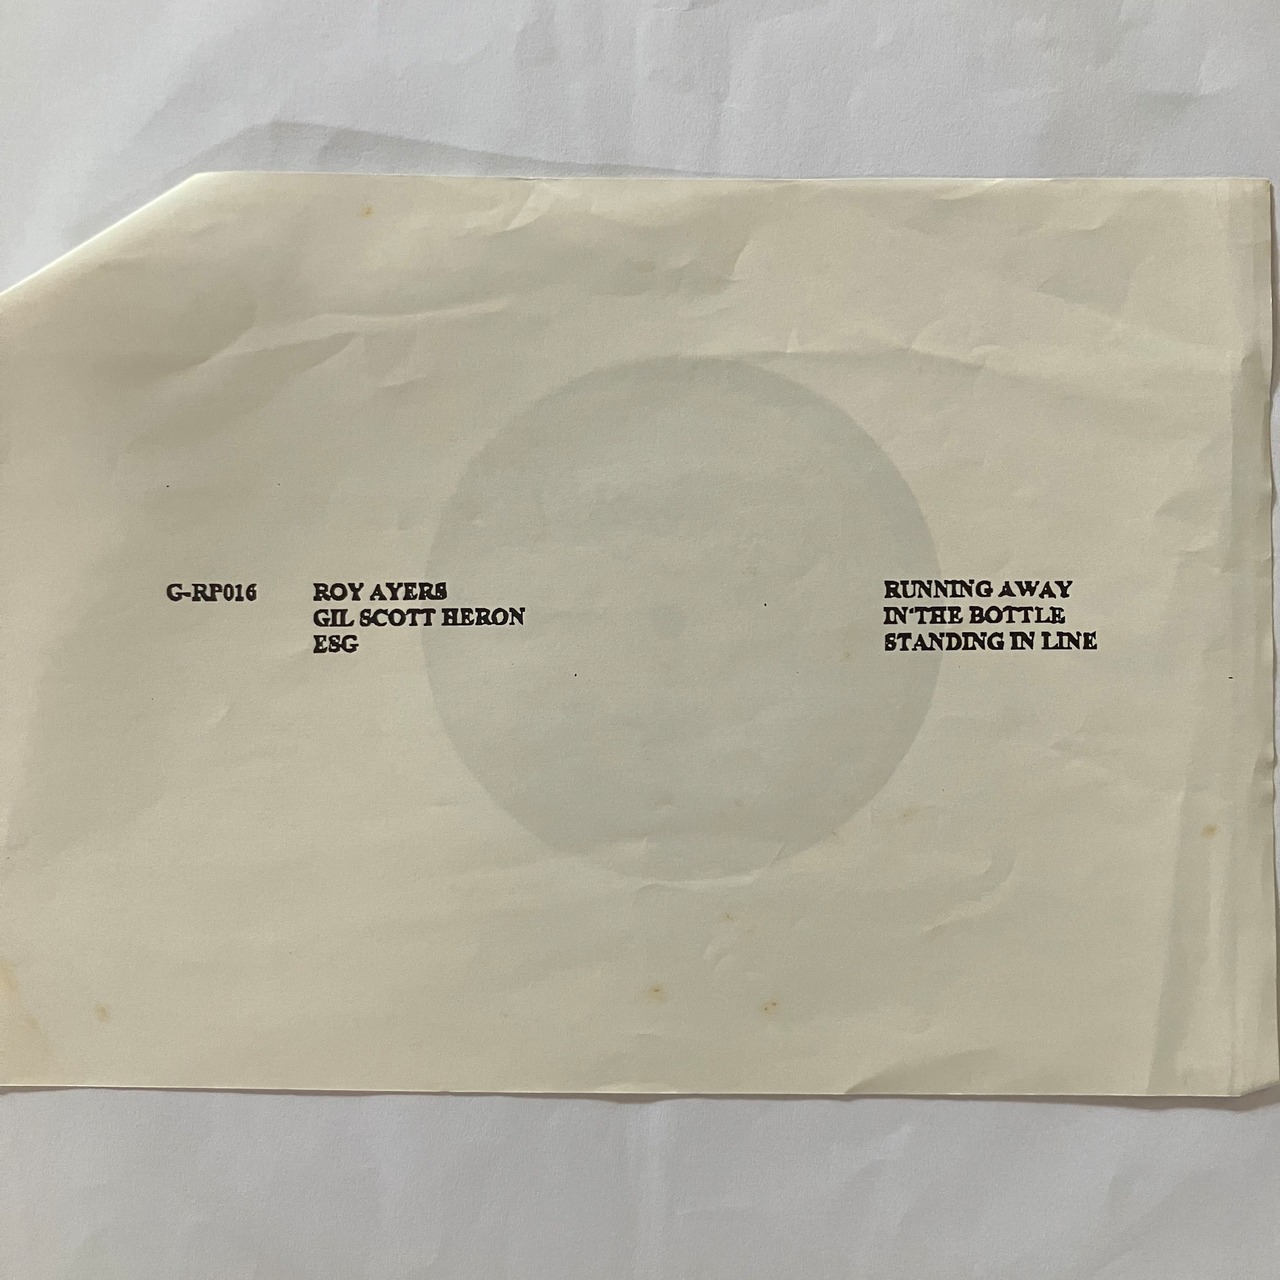 G-RP016 ROY AYERS RUNNING AWAY
GIL SCOTT HERON IN THE BOTTLE
ESG STANDING IN LINE